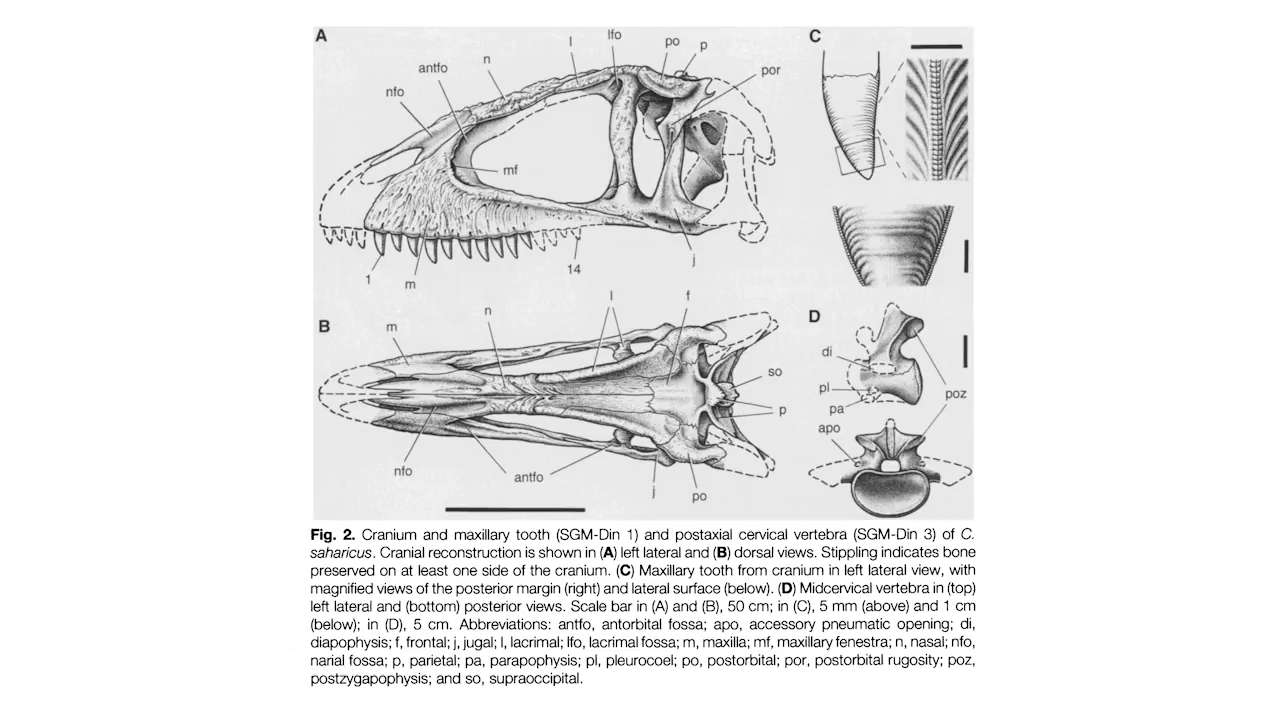 A
lfo
l
po
p
n
antfo
por
nfo
mf
1
m
14
j
C
B
l
f
n
m
so
p
nfo
antfo
j
po
D
di
pl
pa
poz
apo
Fig. 2. Cranium and maxillary tooth (SGM-Din 1) and postaxial cervical vertebra (SGM-Din 3) of C.
saharicus. Cranial reconstruction is shown in (A) left lateral and (B) dorsal views. Stippling indicates bone
preserved on at least one side of the cranium. (C) Maxillary tooth from cranium in left lateral view, with
magnified views of the posterior margin (right) and lateral surface (below). (D) Midcervical vertebra in (top)
left lateral and (bottom) posterior views. Scale bar in (A) and (B), 50 cm; in (C), 5 mm (above) and 1 cm
(below); in (D), 5 cm. Abbreviations: antfo, antorbital fossa; apo, accessory pneumatic opening; di,
diapophysis; f, frontal; j, jugal; l, lacrimal; lfo, lacrimal fossa; m, maxilla; mf, maxillary fenestra; n, nasal; nfo,
narial fossa; p, parietal; pa, parapophysis; pl, pleurocoel; po, postorbital; por, postorbital rugosity; poz,
postzygapophysis; and so, supraoccipital.